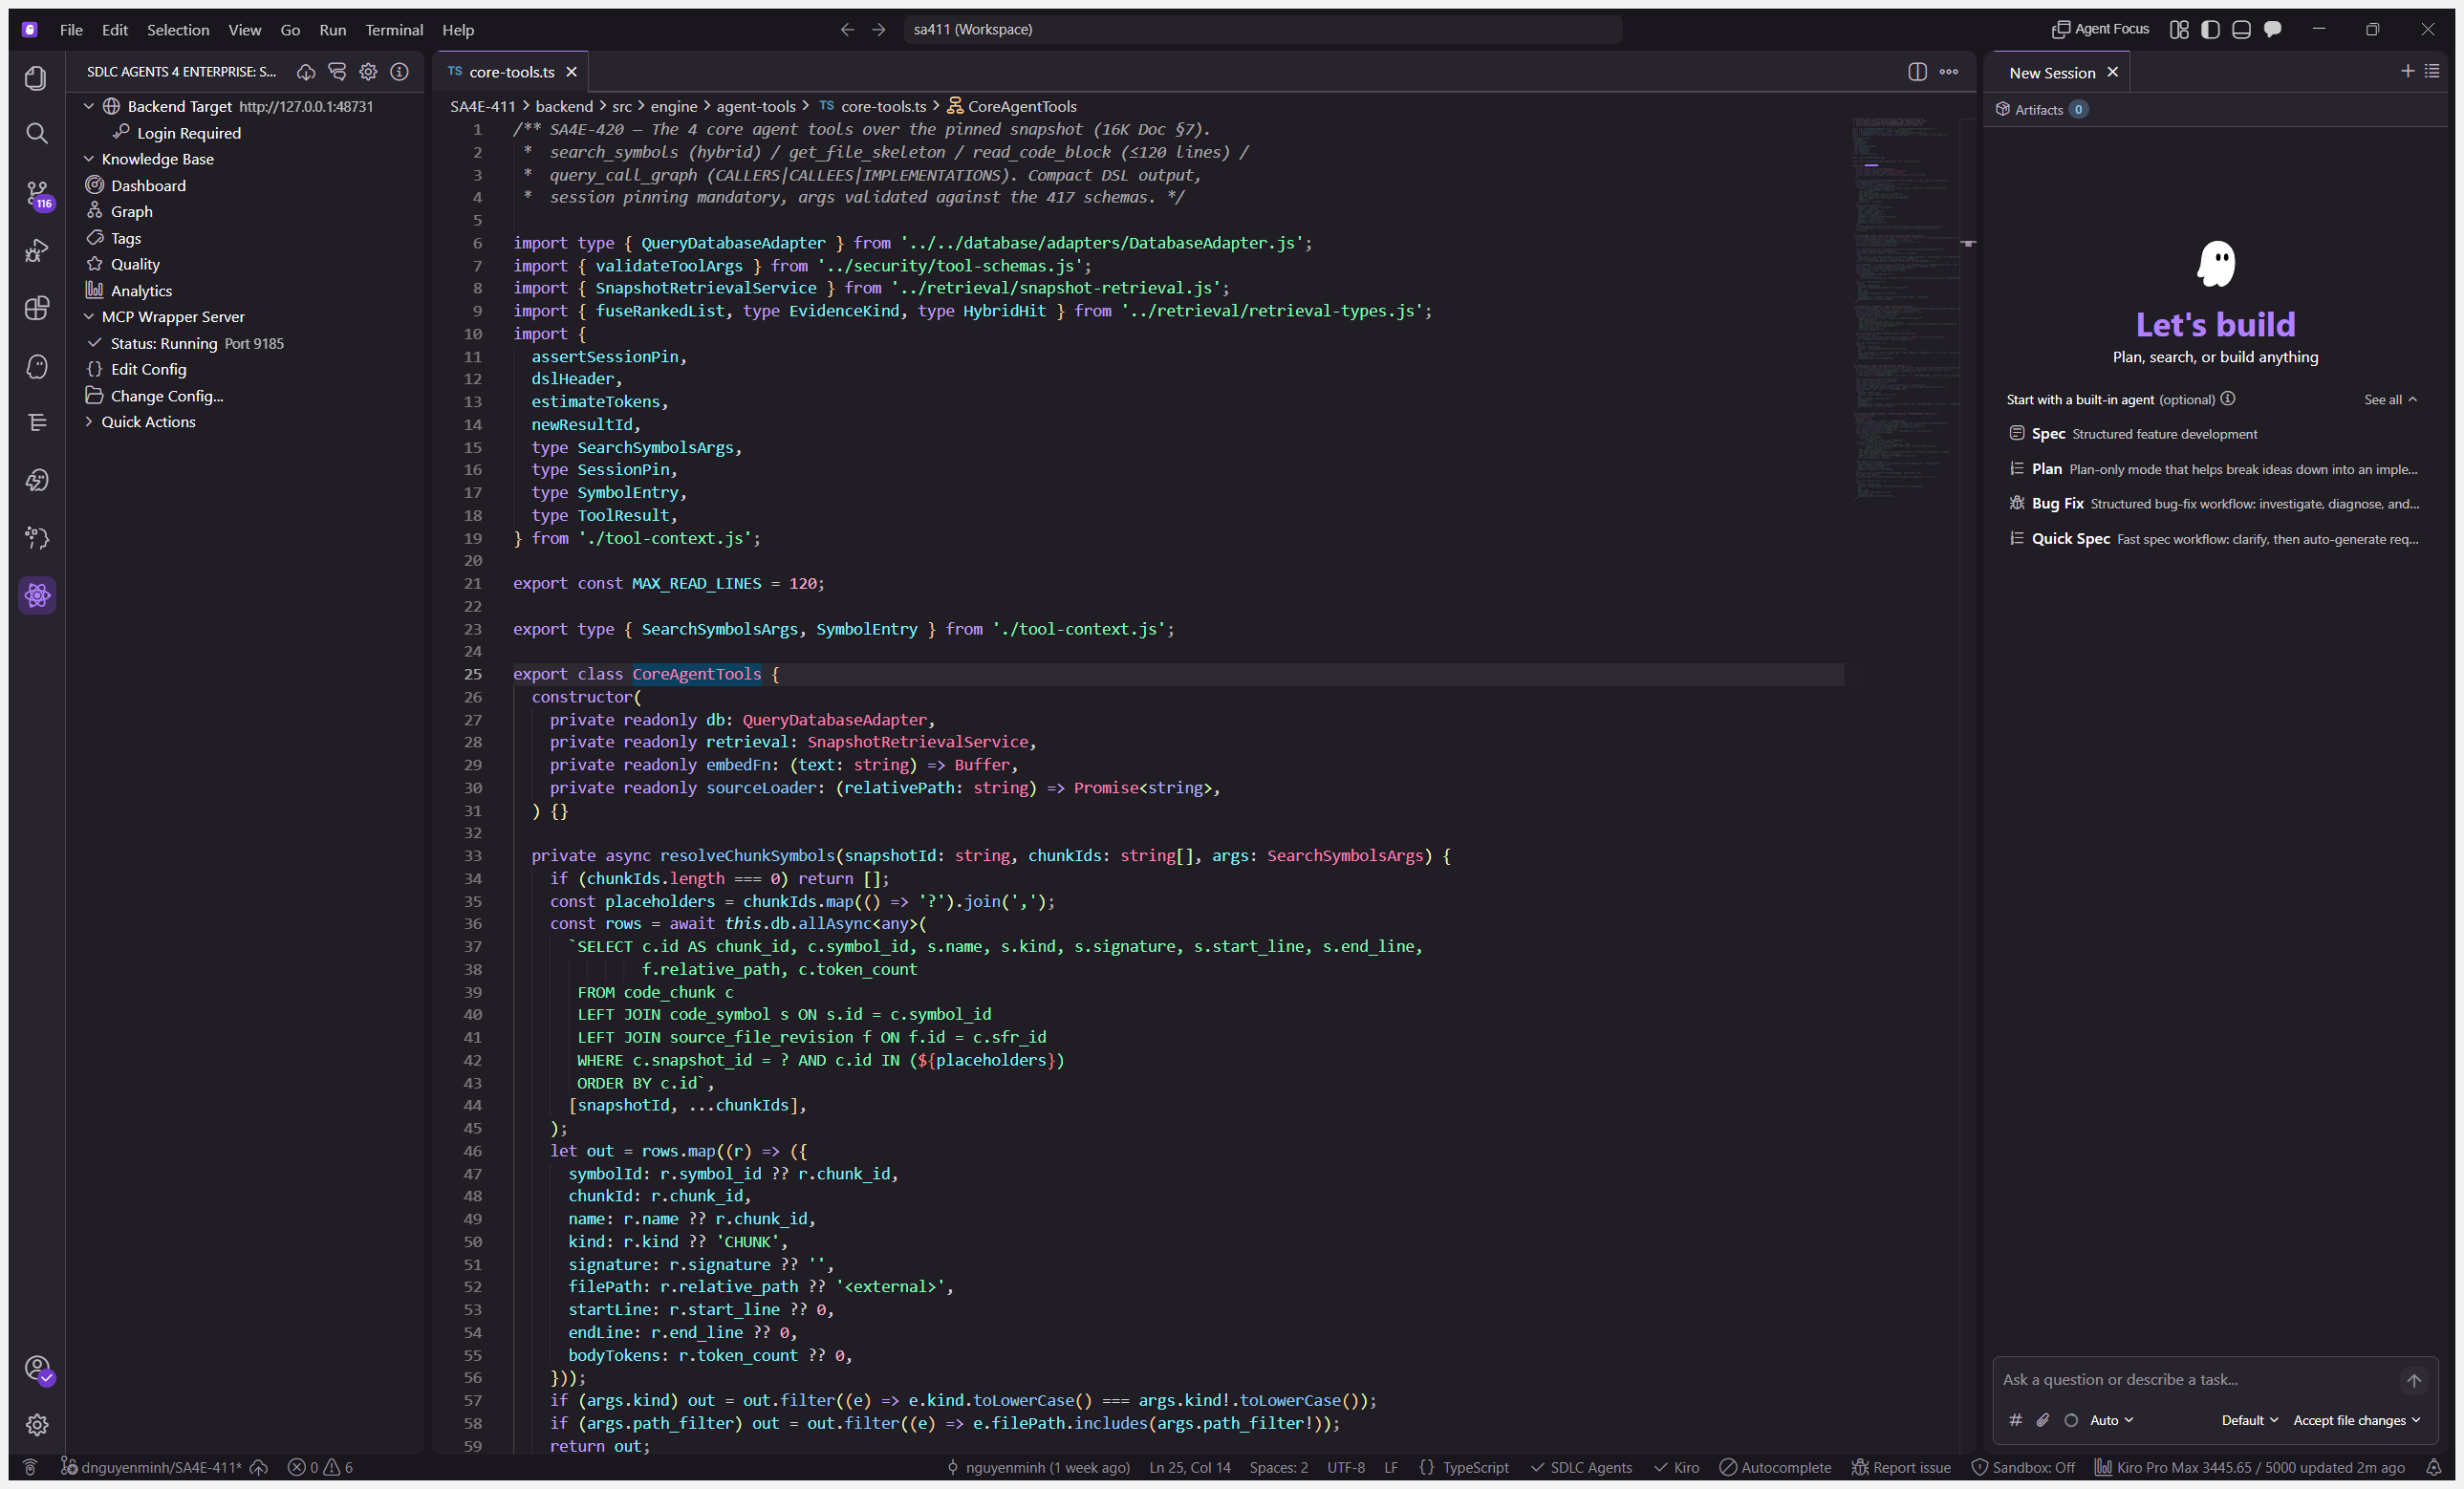 File Edit Selection View Go Run Terminal Help
sa411 (Workspace)
Agent Focus
SDLC AGENTS 4 ENTERPRISE: S...
Backend Target http://127.0.0.1:48731
Login Required
Knowledge Base
Dashboard
Graph
Tags
Quality
Analytics
MCP Wrapper Server
Status: Running Port 9185
Edit Config
Change Config...
Quick Actions
116
TS core-tools.ts
SA4E-411 > backend > src > engine > agent-tools > TS core-tools.ts > CoreAgentTools
1 /** SA4E-420 — The 4 core agent tools over the pinned snapshot (16K Doc §7).
2  *  search_symbols (hybrid) / get_file_skeleton / read_code_block (≤120 lines) /
3  *  query_call_graph (CALLERS|CALLEES|IMPLEMENTATIONS). Compact DSL output,
4  *  session pinning mandatory, args validated against the 417 schemas. */
5
6 import type { QueryDatabaseAdapter } from '../../database/adapters/DatabaseAdapter.js';
7 import { validateToolArgs } from '../security/tool-schemas.js';
8 import { SnapshotRetrievalService } from '../retrieval/snapshot-retrieval.js';
9 import { fuseRankedList, type EvidenceKind, type HybridHit } from '../retrieval/retrieval-types.js';
10 import {
11   assertSessionPin,
12   dslHeader,
13   estimateTokens,
14   newResultId,
15   type SearchSymbolsArgs,
16   type SessionPin,
17   type SymbolEntry,
18   type ToolResult,
19 } from './tool-context.js';
20
21 export const MAX_READ_LINES = 120;
22
23 export type { SearchSymbolsArgs, SymbolEntry } from './tool-context.js';
24
25 export class CoreAgentTools {
26   constructor(
27     private readonly db: QueryDatabaseAdapter,
28     private readonly retrieval: SnapshotRetrievalService,
29     private readonly embedFn: (text: string) => Buffer,
30     private readonly sourceLoader: (relativePath: string) => Promise<string>,
31   ) {}
32
33   private async resolveChunkSymbols(snapshotId: string, chunkIds: string[], args: SearchSymbolsArgs) {
34     if (chunkIds.length === 0) return [];
35     const placeholders = chunkIds.map(() => '?').join(',');
36     const rows = await this.db.allAsync<any>(
37       `SELECT c.id AS chunk_id, c.symbol_id, s.name, s.kind, s.signature, s.start_line, s.end_line,
38               f.relative_path, c.token_count
39        FROM code_chunk c
40        LEFT JOIN code_symbol s ON s.id = c.symbol_id
41        LEFT JOIN source_file_revision f ON f.id = c.sfr_id
42        WHERE c.snapshot_id = ? AND c.id IN (${placeholders})
43        ORDER BY c.id`,
44       [snapshotId, ...chunkIds],
45     );
46     let out = rows.map((r) => ({
47       symbolId: r.symbol_id ?? r.chunk_id,
48       chunkId: r.chunk_id,
49       name: r.name ?? r.chunk_id,
50       kind: r.kind ?? 'CHUNK',
51       signature: r.signature ?? '',
52       filePath: r.relative_path ?? '<external>',
53       startLine: r.start_line ?? 0,
54       endLine: r.end_line ?? 0,
55       bodyTokens: r.token_count ?? 0,
56     }));
57     if (args.kind) out = out.filter((e) => e.kind.toLowerCase() === args.kind!.toLowerCase());
58     if (args.path_filter) out = out.filter((e) => e.filePath.includes(args.path_filter!));
59     return out;
New Session
Artifacts 0
Let's build
Plan, search, or build anything
Start with a built-in agent (optional) See all
Spec Structured feature development
Plan Plan-only mode that helps break ideas down into an imple...
Bug Fix Structured bug-fix workflow: investigate, diagnose, and...
Quick Spec Fast spec workflow: clarify, then auto-generate req...
Ask a question or describe a task...
# Auto Default Accept file changes
dnguyenminh/SA4E-411* 0 6 nguyenminh (1 week ago) Ln 25, Col 14 Spaces: 2 UTF-8 LF {} TypeScript SDLC Agents Kiro Autocomplete Report issue Sandbox: Off Kiro Pro Max 3445.65 / 5000 updated 2m ago